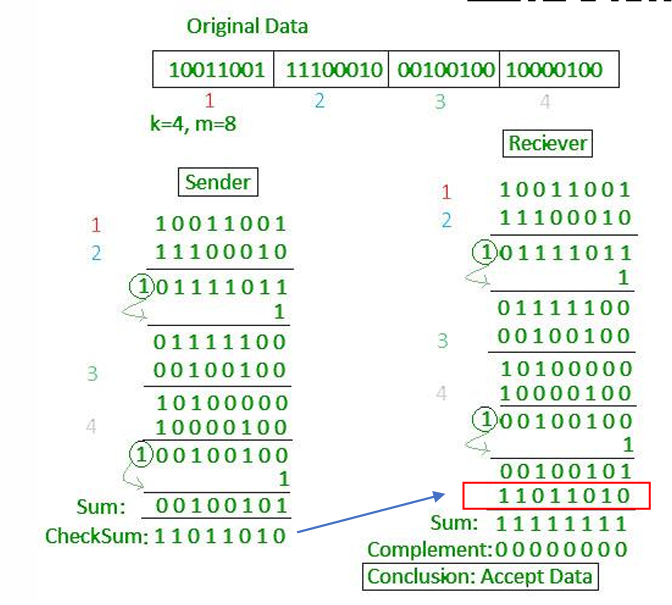 Original Data
10011001 11100010 00100100 10000100
1 2 3 4
k=4, m=8
Sender
1 10011001
2 11100010
1 01111011
1
01111100
3 00100100
10100000
4 10000100
1 00100100
1
Sum: 00100101
CheckSum: 11011010
Reciever
1 10011001
2 11100010
1 01111011
1
01111100
3 00100100
10100000
4 10000100
1 00100100
1
00100101
11011010
Sum: 11111111
Complement: 00000000
Conclusion: Accept Data